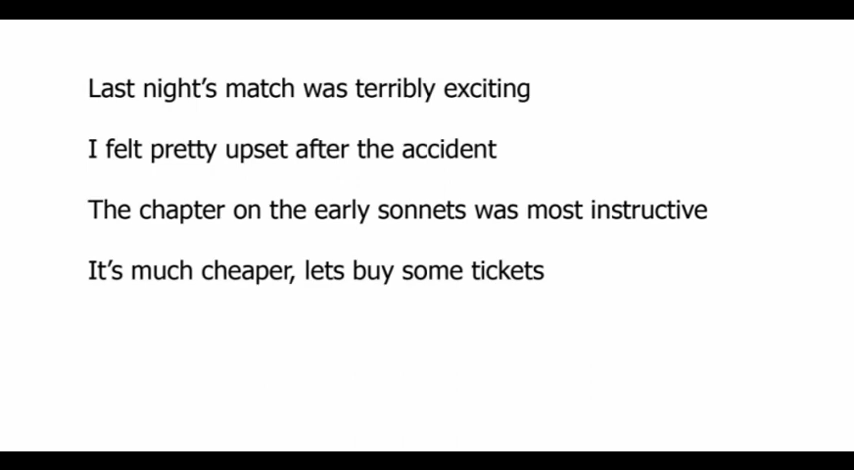 Last night’s match was terribly exciting
I felt pretty upset after the accident
The chapter on the early sonnets was most instructive
It’s much cheaper, lets buy some tickets